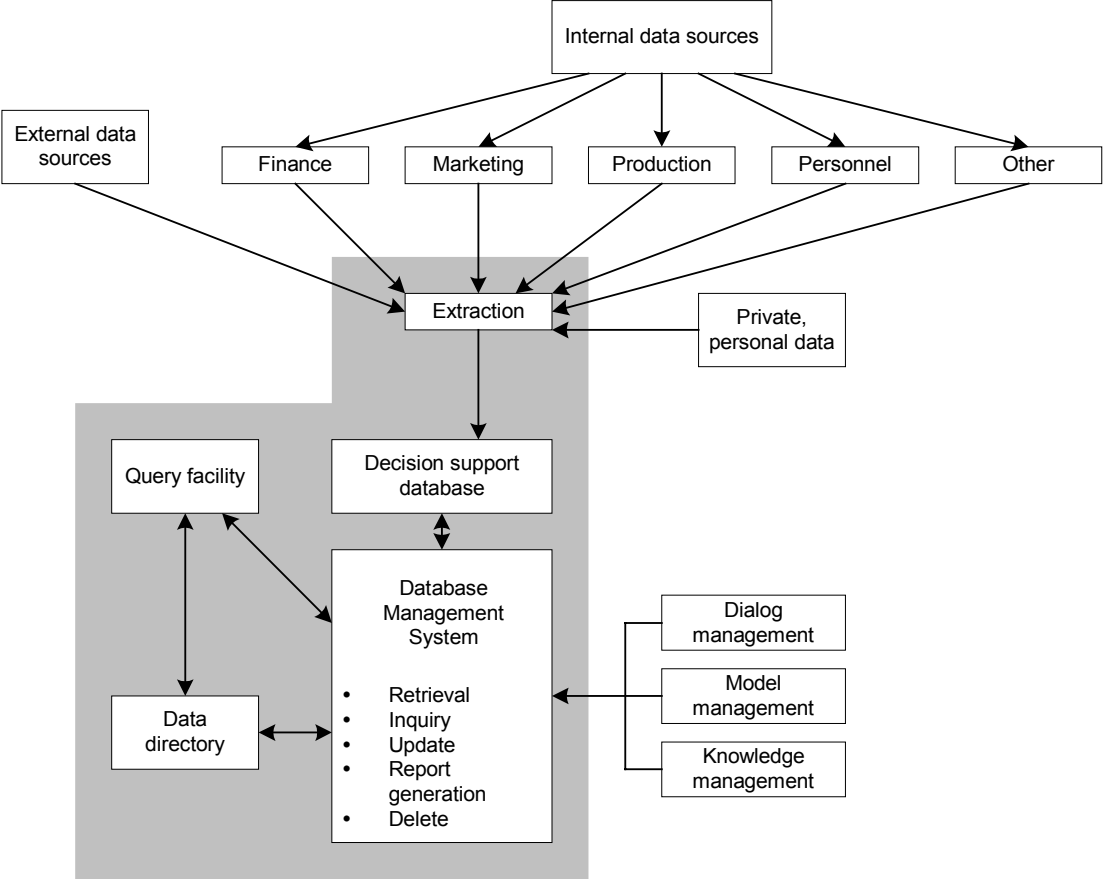 Internal data sources
External data
sources
Finance
Marketing
Production
Personnel
Other
Extraction
Private,
personal data
Query facility
Decision support
database
Database
Management
System
• Retrieval
• Inquiry
• Update
• Report
generation
• Delete
Data
directory
Dialog
management
Model
management
Knowledge
management